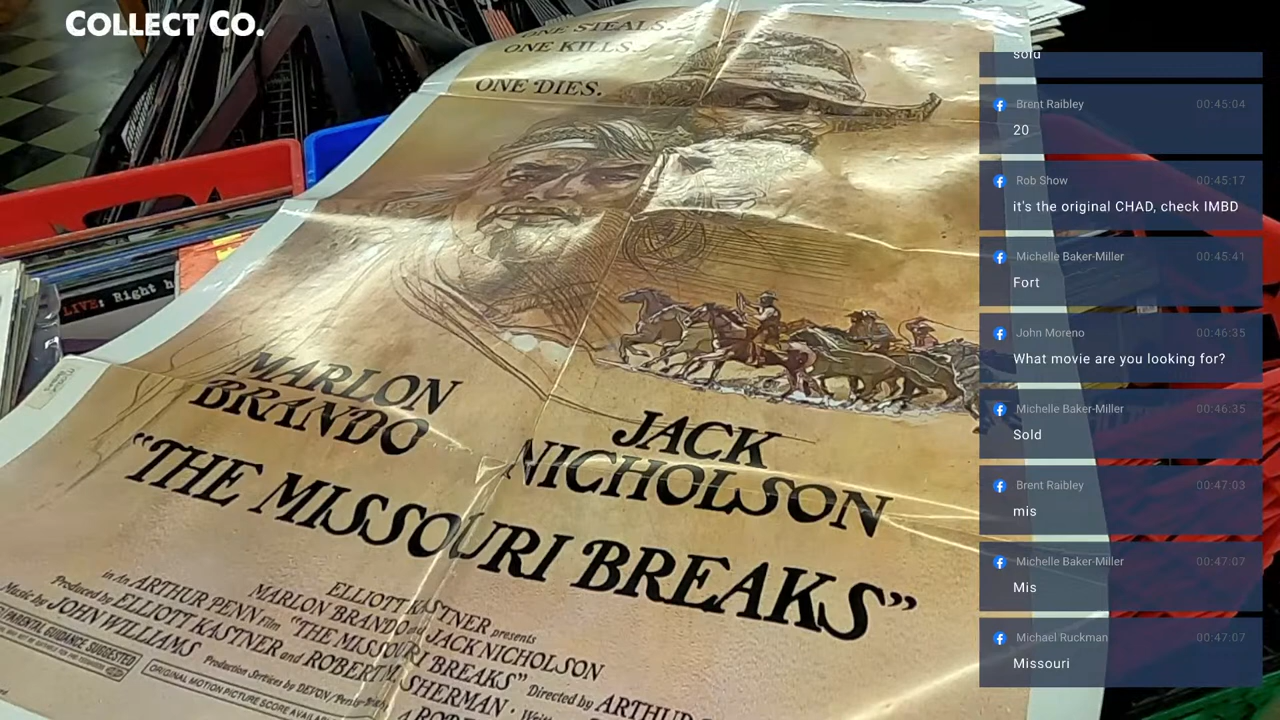 COLLECT CO.
ONE STEALS.
ONE KILLS.
ONE DIES.
LIVE: Right h
MARLON
BRANDO
JACK
NICHOLSON
"THE MISSOURI BREAKS"
ELLIOTT KASTNER presents
MARLON BRANDO and JACK NICHOLSON
in An ARTHUR PENN Film "THE MISSOURI BREAKS" Directed by ARTHUR
Produced by ELLIOTT KASTNER and ROBERT M. SHERMAN
Music by JOHN WILLIAMS Production Services by DEVON
PARENTAL GUIDANCE SUGGESTED
ORIGINAL MOTION PICTURE SCORE AVAILABLE
sold
Brent Raibley 00:45:04
20
Rob Show 00:45:17
it's the original CHAD, check IMBD
Michelle Baker-Miller 00:45:41
Fort
John Moreno 00:46:35
What movie are you looking for?
Michelle Baker-Miller 00:46:35
Sold
Brent Raibley 00:47:03
mis
Michelle Baker-Miller 00:47:07
Mis
Michael Ruckman 00:47:07
Missouri